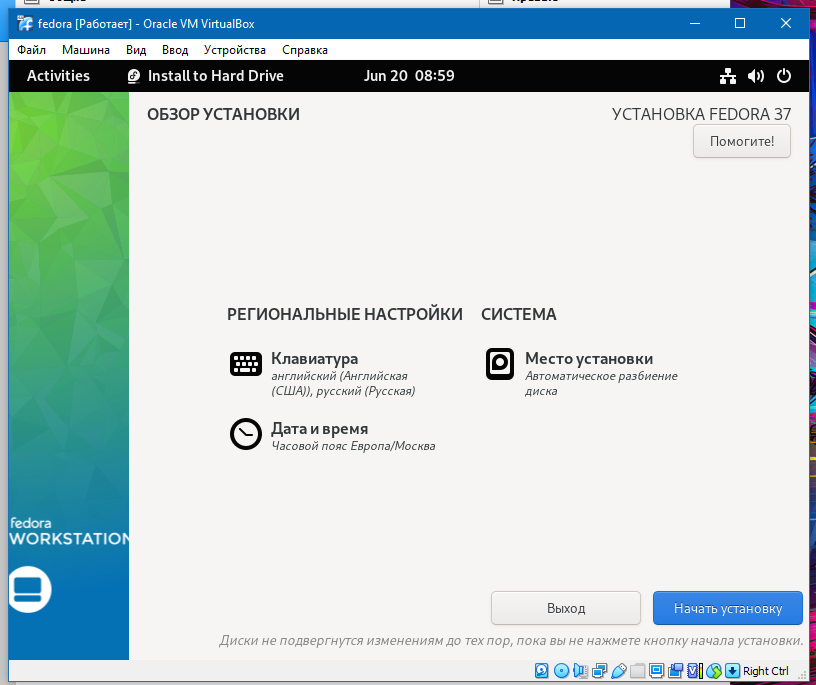 fedora [Работает] - Oracle VM VirtualBox
Файл Машина Вид Ввод Устройства Справка
Activities Install to Hard Drive Jun 20 08:59
ОБЗОР УСТАНОВКИ УСТАНОВКА FEDORA 37
Помогите!
РЕГИОНАЛЬНЫЕ НАСТРОЙКИ СИСТЕМА
Клавиатура
английский (Английская
(США)), русский (Русская)
Место установки
Автоматическое разбиение
диска
Дата и время
Часовой пояс Европа/Москва
fedora
WORKSTATION
Выход Начать установку
Диски не подвергнутся изменениям до тех пор, пока вы не нажмете кнопку начала установки.
Right Ctrl